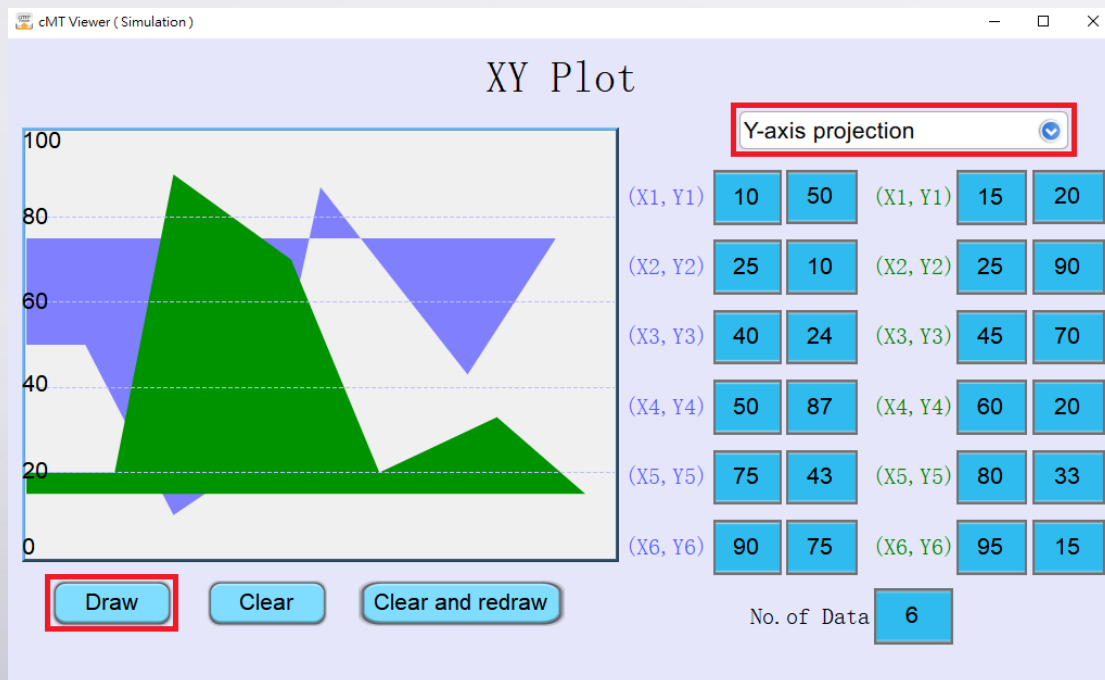 cMT Viewer ( Simulation )
XY Plot
Y-axis projection
100
80
60
40
20
0
(X1, Y1) 10 50 (X1, Y1) 15 20
(X2, Y2) 25 10 (X2, Y2) 25 90
(X3, Y3) 40 24 (X3, Y3) 45 70
(X4, Y4) 50 87 (X4, Y4) 60 20
(X5, Y5) 75 43 (X5, Y5) 80 33
(X6, Y6) 90 75 (X6, Y6) 95 15
Draw Clear Clear and redraw
No. of Data 6